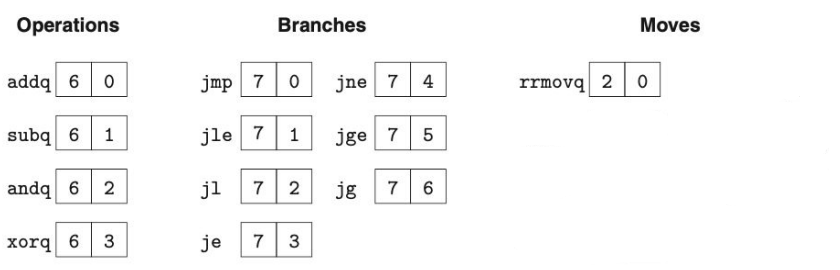 Operations Branches Moves
addq 6 0 jmp 7 0 jne 7 4 rrmovq 2 0
subq 6 1 jle 7 1 jge 7 5
andq 6 2 jl 7 2 jg 7 6
xorq 6 3 je 7 3